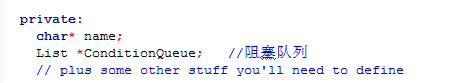 private:
char* name;
List *ConditionQueue;   //阻塞队列
// plus some other stuff you'll need to define